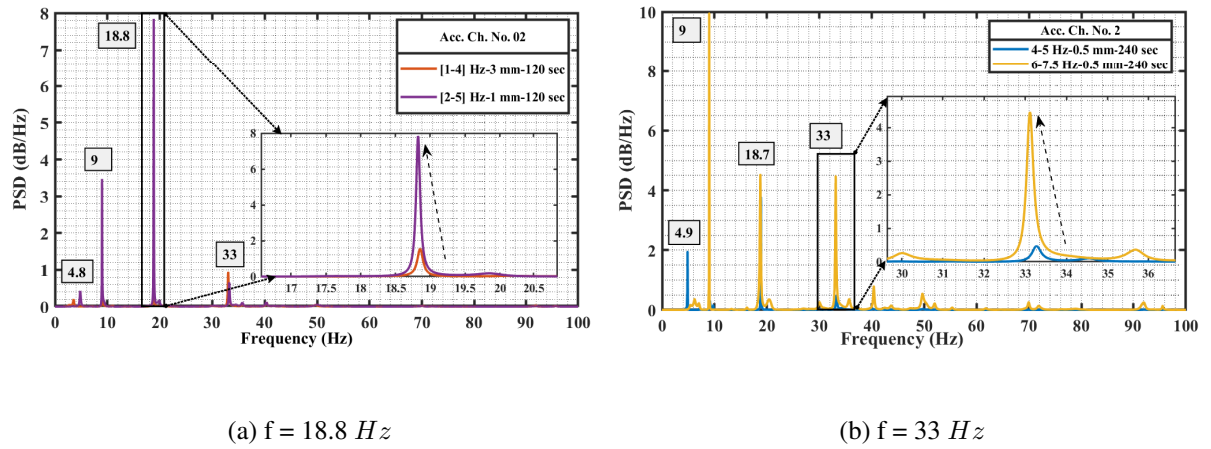 8
7
6
5
4
3
2
1
0
PSD (dB/Hz)
18.8
9
4.8
33
Acc. Ch. No. 02
[1-4] Hz-3 mm-120 sec
[2-5] Hz-1 mm-120 sec
8
6
4
2
0
17 17.5 18 18.5 19 19.5 20 20.5
0 10 20 30 40 50 60 70 80 90 100
Frequency (Hz)
10
8
6
4
2
0
PSD (dB/Hz)
9
4.9
18.7
33
Acc. Ch. No. 2
4-5 Hz-0.5 mm-240 sec
6-7.5 Hz-0.5 mm-240 sec
4
3
2
1
0
30 31 32 33 34 35 36
0 10 20 30 40 50 60 70 80 90 100
Frequency (Hz)
(a) f = 18.8 Hz
(b) f = 33 Hz